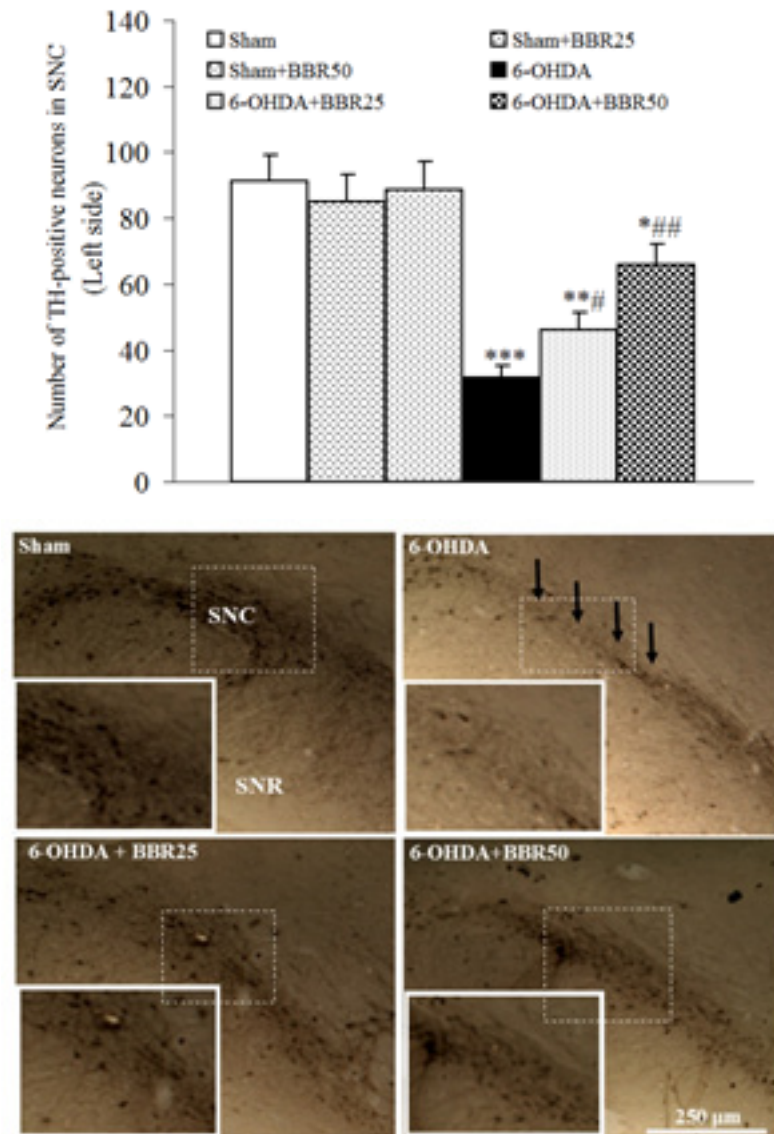 Number of TH-positive neurons in SNC
(Left side)
140
120
100
80
60
40
20
0
Sham
Sham+BBR25
Sham+BBR50
6-OHDA
6-OHDA+BBR25
6-OHDA+BBR50
***
**#
*##
Sham
SNC
SNR
6-OHDA
6-OHDA + BBR25
6-OHDA+BBR50
250 µm